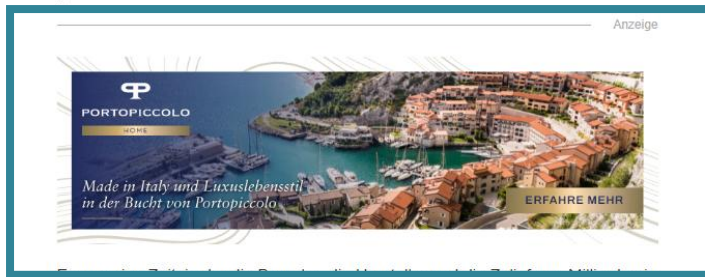 Anzeige
PORTOPICCOLO
HOME
Made in Italy und Luxuslebensstil
in der Bucht von Portopiccolo
ERFAHRE MEHR